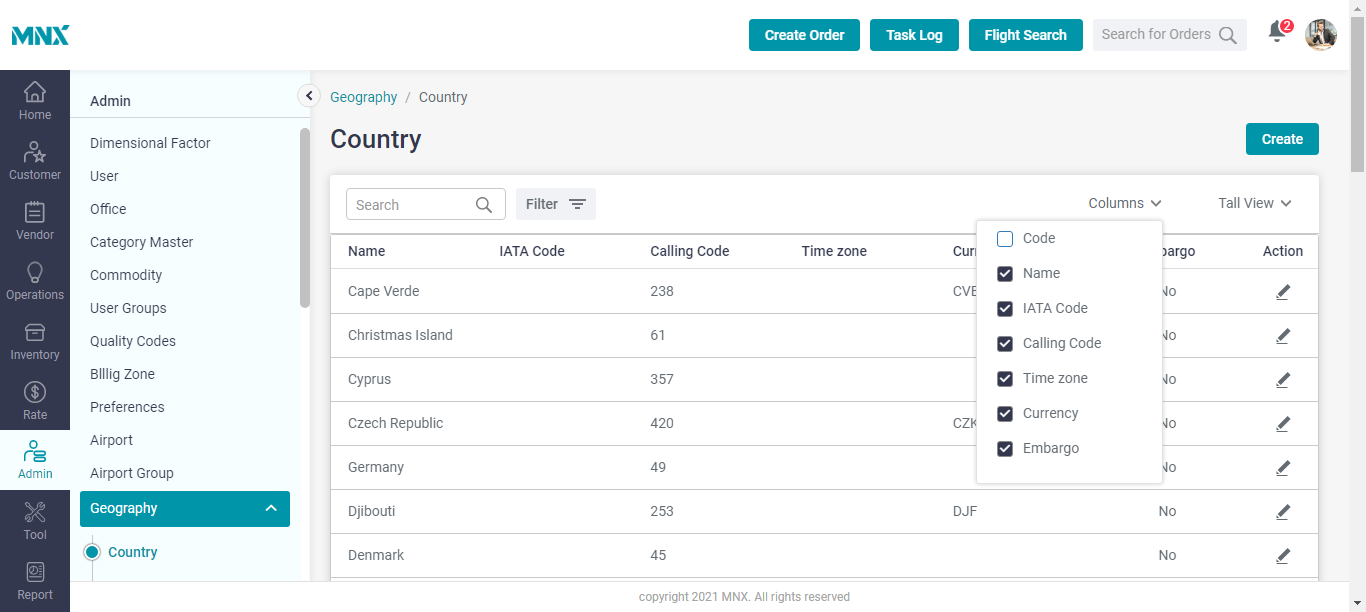 MNX
Create Order
Task Log
Flight Search
Search for Orders
2
Home
Customer
Vendor
Operations
Inventory
Rate
Admin
Tool
Report
Admin
Dimensional Factor
User
Office
Category Master
Commodity
User Groups
Quality Codes
Blllig Zone
Preferences
Airport
Airport Group
Geography
Country
Geography / Country
Country
Create
Search
Filter
Columns
Tall View
Code
Name
IATA Code
Calling Code
Time zone
Currency
Embargo
Name IATA Code Calling Code Time zone Action
Cape Verde 238 No
Christmas Island 61 No
Cyprus 357 No
Czech Republic 420 CZK No
Germany 49 No
Djibouti 253 DJF No
Denmark 45 No
copyright 2021 MNX. All rights reserved